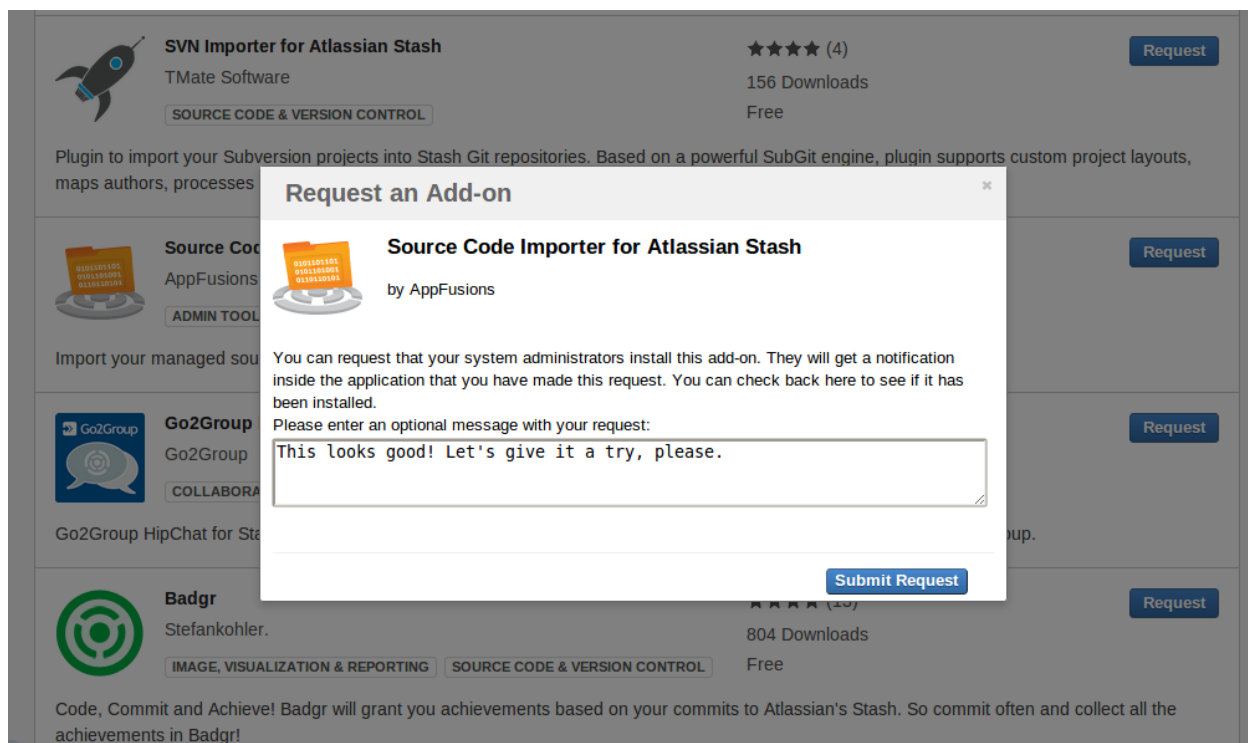 SVN Importer for Atlassian Stash
★★★★ (4)
Request
TMate Software
156 Downloads
SOURCE CODE & VERSION CONTROL
Free
Plugin to import your Subversion projects into Stash Git repositories. Based on a powerful SubGit engine, plugin supports custom project layouts,
maps authors, processes
Request an Add-on
Source Cod
Request
AppFusions
ADMIN TOOL
Import your managed sou
0101101101
0101101001
0110110101
Source Code Importer for Atlassian Stash
by AppFusions
You can request that your system administrators install this add-on. They will get a notification
inside the application that you have made this request. You can check back here to see if it has
been installed.
Please enter an optional message with your request:
This looks good! Let's give it a try, please.
Submit Request
Go2Group
Go2Group
Request
Go2Group
COLLABORA
Go2Group HipChat for Sta
oup.
Badgr
★★★★ (15)
Request
Stefankohler.
804 Downloads
IMAGE, VISUALIZATION & REPORTING
SOURCE CODE & VERSION CONTROL
Free
Code, Commit and Achieve! Badgr will grant you achievements based on your commits to Atlassian's Stash. So commit often and collect all the
achievements in Badgr!